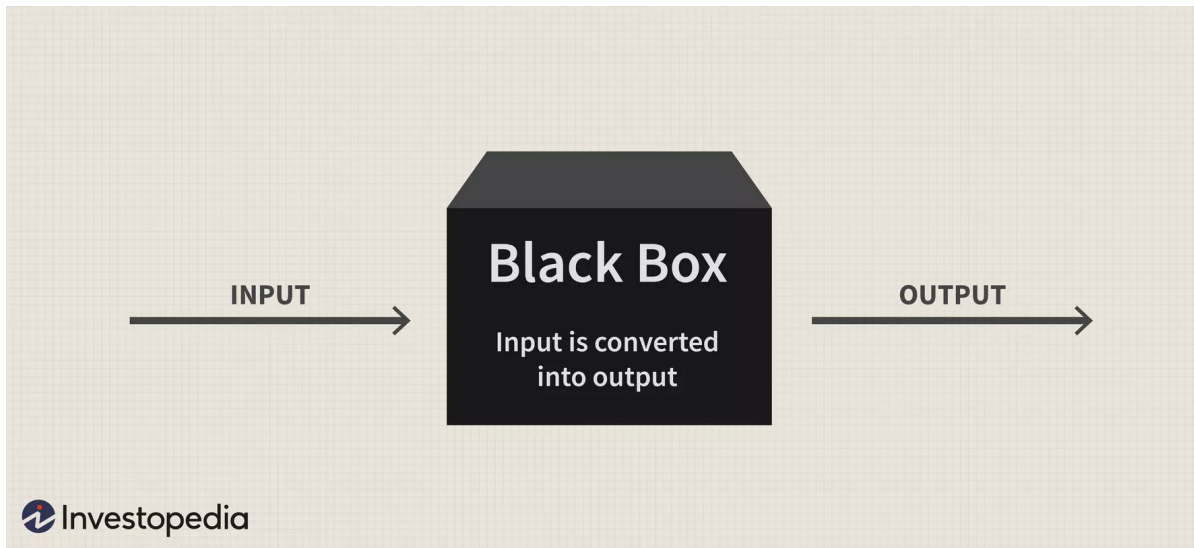 Black Box
INPUT
OUTPUT
Input is converted
into output
Investopedia